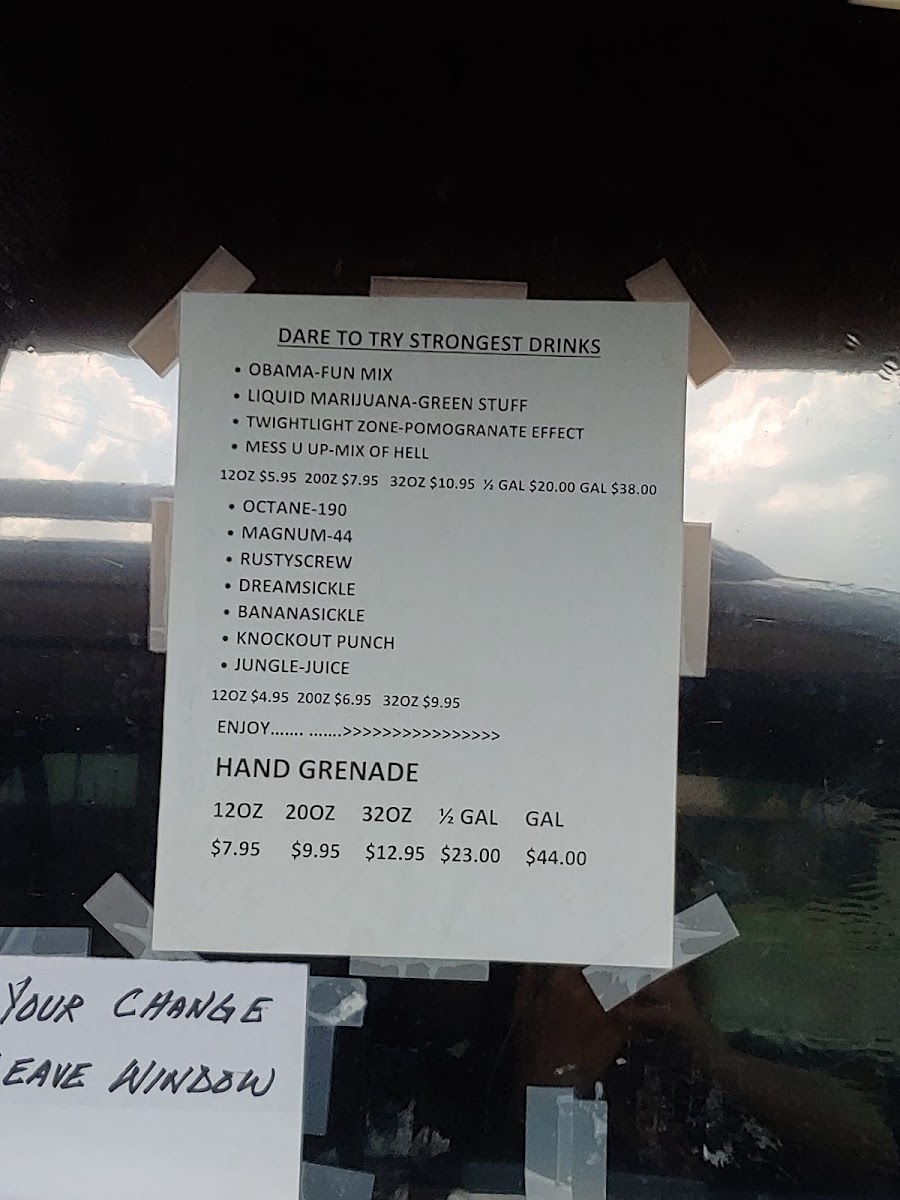 DARE TO TRY STRONGEST DRINKS
• OBAMA-FUN MIX
• LIQUID MARIJUANA-GREEN STUFF
• TWIGHTLIGHT ZONE-POMOGRANATE EFFECT
• MESS U UP-MIX OF HELL
12OZ $5.95 20OZ $7.95 32OZ $10.95 ½ GAL $20.00 GAL $38.00
• OCTANE-190
• MAGNUM-44
• RUSTYSCREW
• DREAMSICKLE
• BANANASICKLE
• KNOCKOUT PUNCH
• JUNGLE-JUICE
12OZ $4.95 20OZ $6.95 32OZ $9.95
ENJOY....... .......>>>>>>>>>>>>>>>>
HAND GRENADE
12OZ 20OZ 32OZ ½ GAL GAL
$7.95 $9.95 $12.95 $23.00 $44.00
YOUR CHANGE
EAVE WINDOW